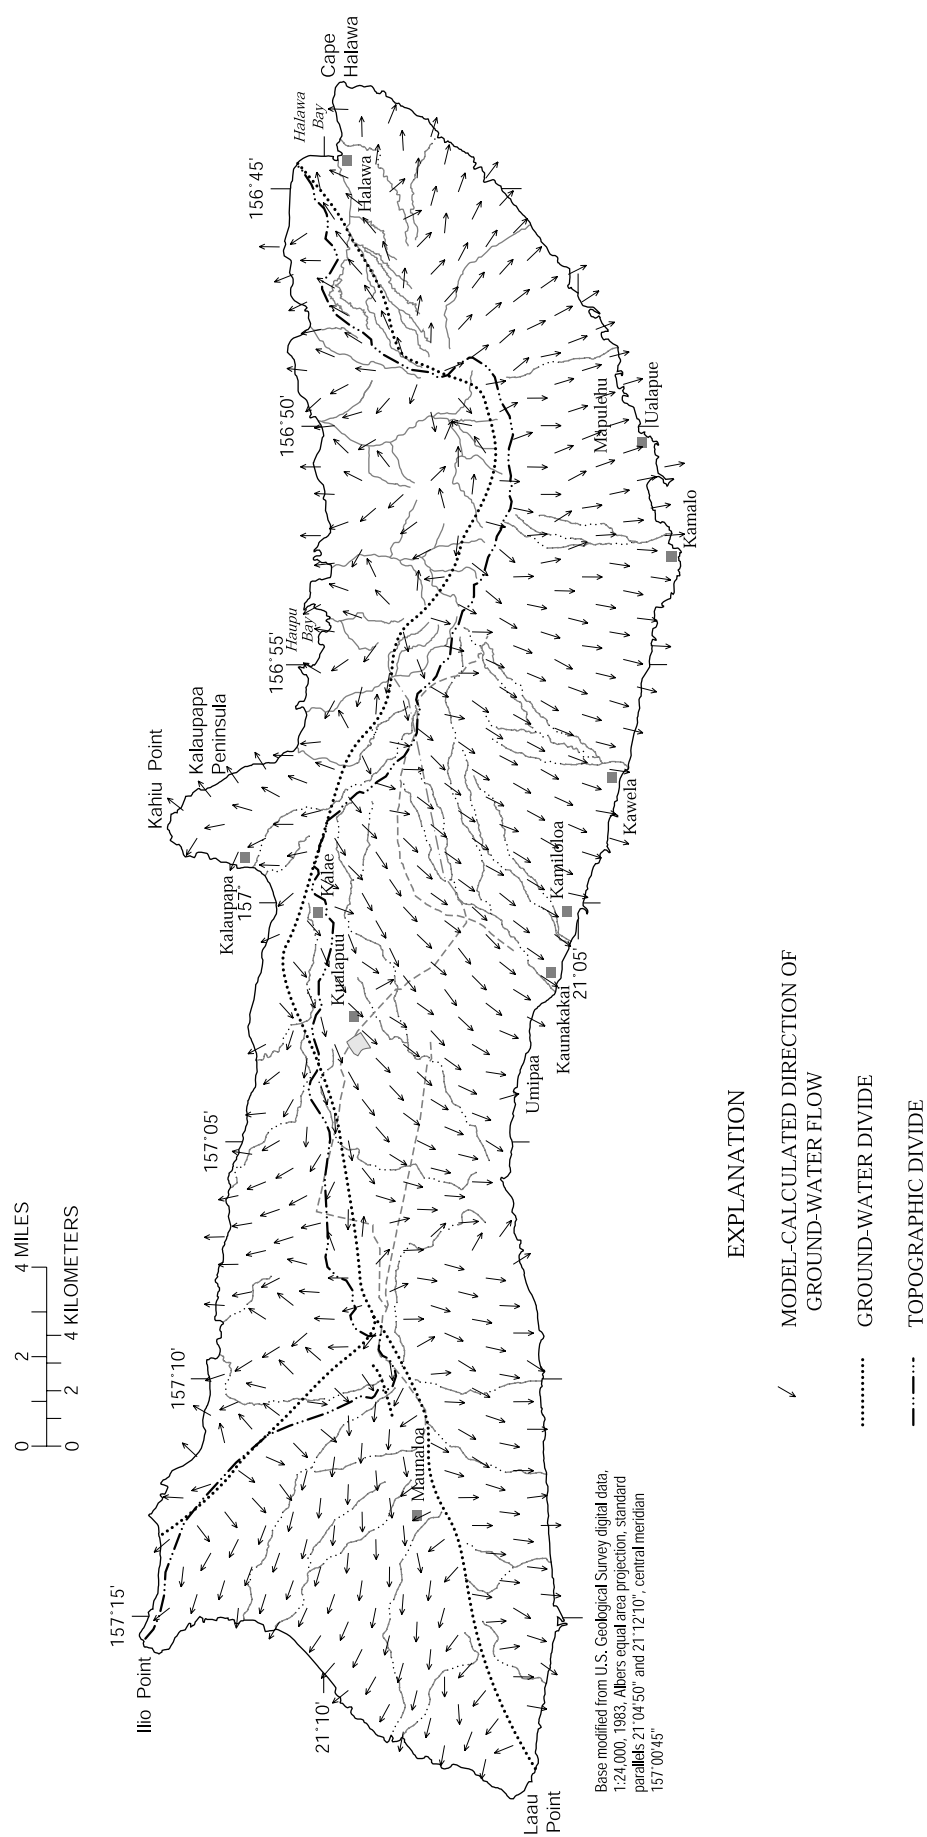 0 2 4 MILES
0 2 4 KILOMETERS
157°15'
157°10'
157°05'
157°
156°55'
156°50'
156°45'
21°10'
21°05'
Ilio Point
Laau
Point
Maunaloa
Kualapuu
Kalae
Kalaupapa
Kahiu Point
Kalaupapa
Peninsula
Haupu
Bay
Halawa
Bay
Cape
Halawa
Halawa
Umipaa
Kaunakakai
Kamiloloa
Kawela
Kamalo
Ualapue
Mapulehu
Base modified from U.S. Geological Survey digital data,
1:24,000, 1983, Albers equal area projection, standard
parallels 21°04'50" and 21°12'10", central meridian
157°00'45"
EXPLANATION
MODEL-CALCULATED DIRECTION OF
GROUND-WATER FLOW
GROUND-WATER DIVIDE
TOPOGRAPHIC DIVIDE